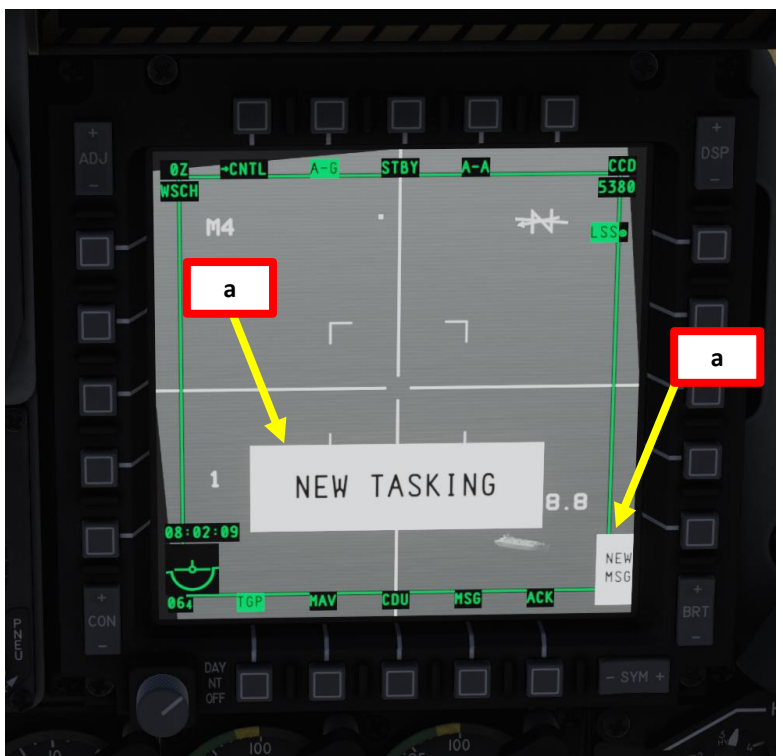 +
ADJ
-
+
DSP
-
0Z →CNTL A-G STBY A-A CCD
WSCH 5380
M4 N
LSS
a
a
NEW TASKING
1 8.8
08:02:09
NEW
MSG
064 TGP MAV CDU MSG ACK
+
CON
-
+
BRT
-
PNEU
DAY
NT
OFF
- SYM +
10
100
100